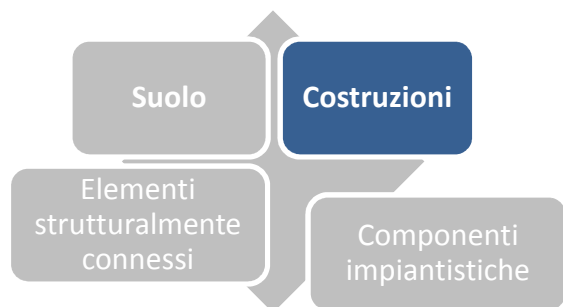 Suolo
Costruzioni
Elementi
strutturalmente
connessi
Componenti
impiantistiche